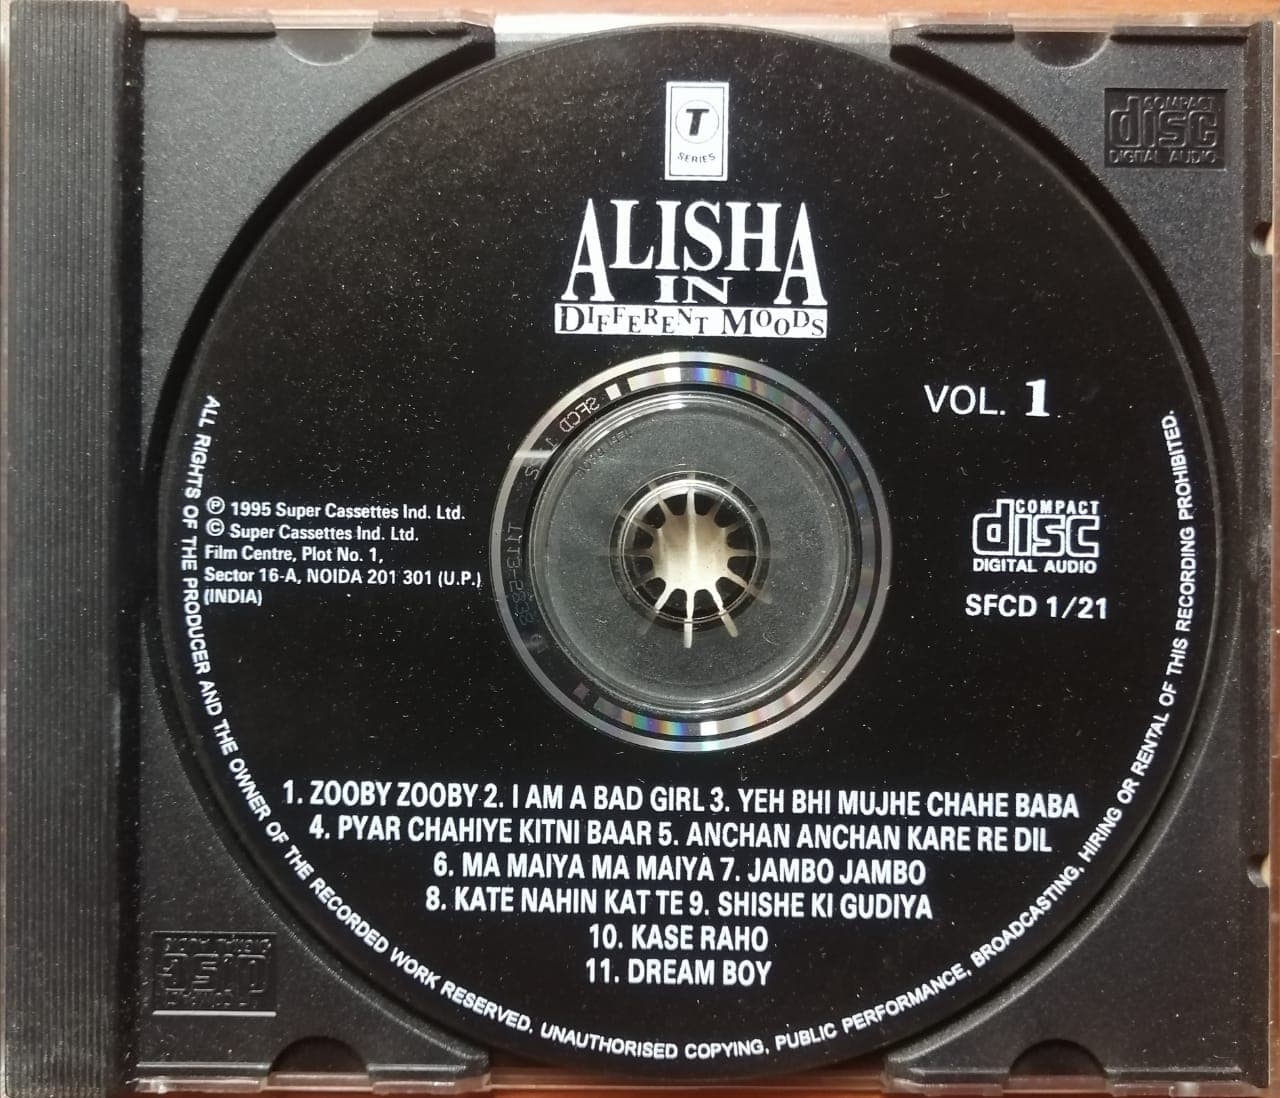 T
SERIES
ALISHA
IN
DIFFERENT MOODS
VOL. 1
COMPACT
disc
DIGITAL AUDIO
Ⓟ 1995 Super Cassettes Ind. Ltd.
© Super Cassettes Ind. Ltd.
Film Centre, Plot No. 1,
Sector 16-A, NOIDA 201 301 (U.P.)
(INDIA)
COMPACT
disc
DIGITAL AUDIO
SFCD 1/21
1. ZOOBY ZOOBY 2. I AM A BAD GIRL 3. YEH BHI MUJHE CHAHE BABA
4. PYAR CHAHIYE KITNI BAAR 5. ANCHAN ANCHAN KARE RE DIL
6. MA MAIYA MA MAIYA 7. JAMBO JAMBO
8. KATE NAHIN KAT TE 9. SHISHE KI GUDIYA
10. KASE RAHO
11. DREAM BOY
ALL RIGHTS OF THE PRODUCER AND THE OWNER OF THE RECORDED WORK RESERVED. UNAUTHORISED COPYING, PUBLIC PERFORMANCE, BROADCASTING, HIRING OR RENTAL OF THIS RECORDING PROHIBITED.